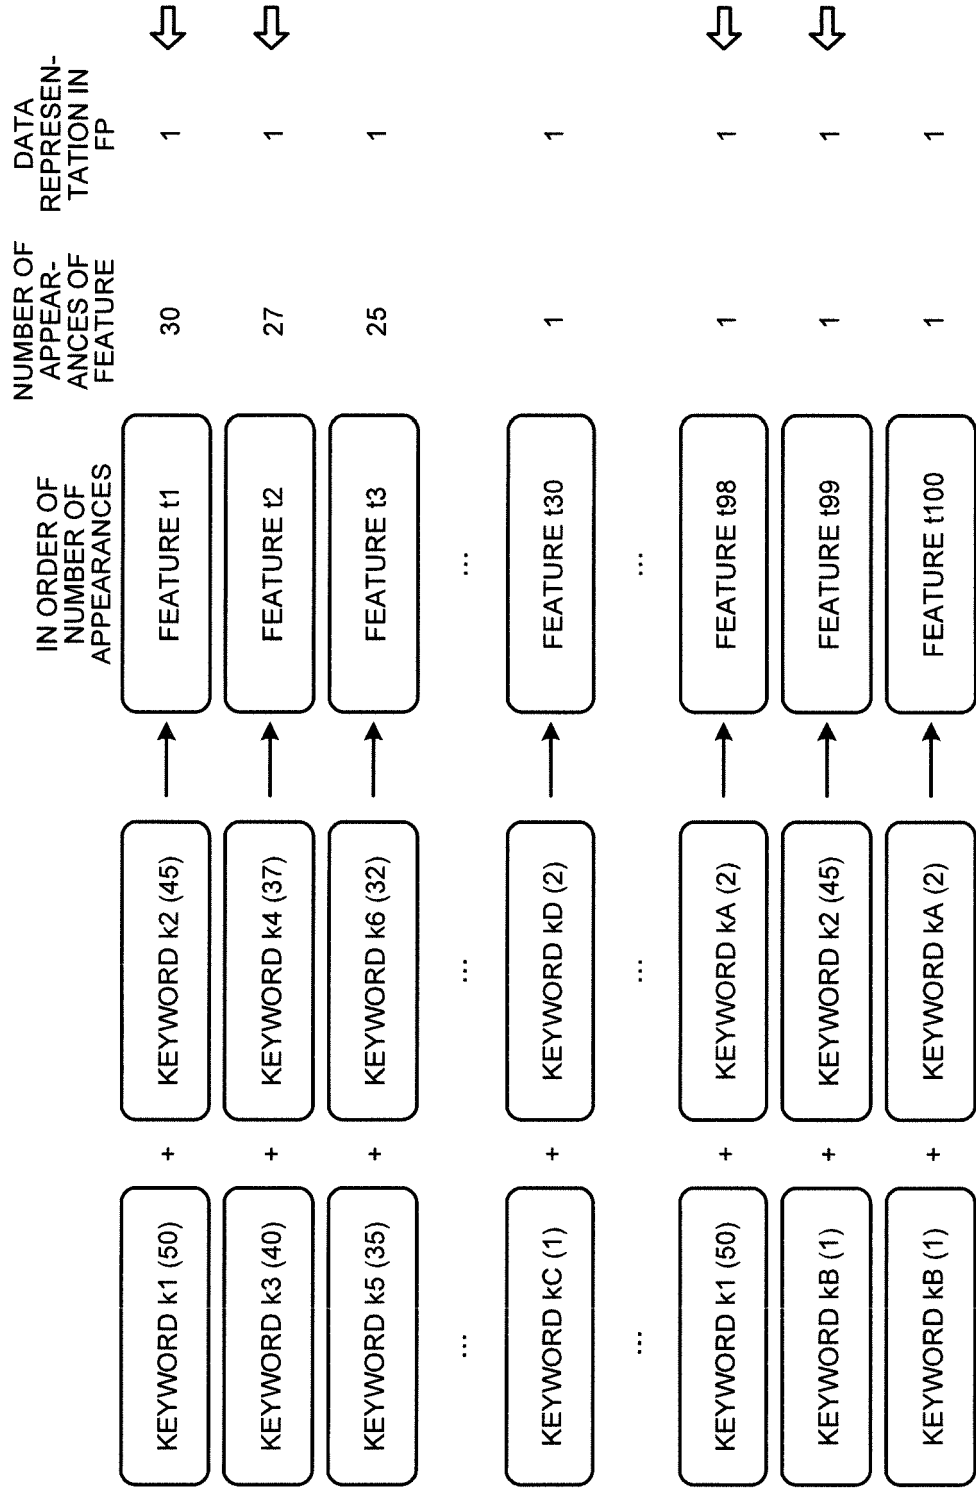 IN ORDER OF
NUMBER OF
APPEARANCES
NUMBER OF
APPEAR-
ANCES OF
FEATURE
DATA
REPRESEN-
TATION IN
FP
KEYWORD k1 (50) + KEYWORD k2 (45) FEATURE t1 30 1
KEYWORD k3 (40) + KEYWORD k4 (37) FEATURE t2 27 1
KEYWORD k5 (35) + KEYWORD k6 (32) FEATURE t3 25 1
... ... ...
KEYWORD kC (1) + KEYWORD kD (2) FEATURE t30 1 1
... ... ...
KEYWORD k1 (50) + KEYWORD kA (2) FEATURE t98 1 1
KEYWORD kB (1) + KEYWORD k2 (45) FEATURE t99 1 1
KEYWORD kB (1) + KEYWORD kA (2) FEATURE t100 1 1